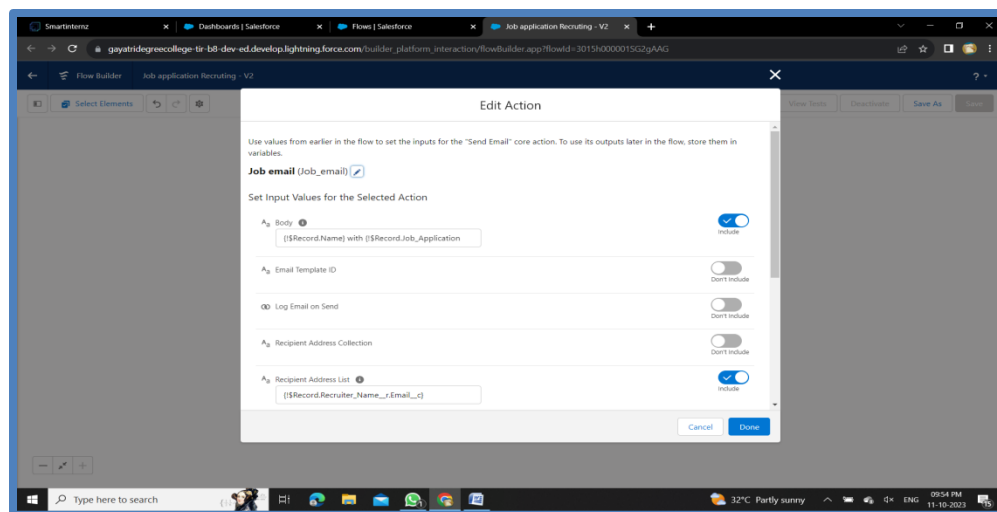 Smartinternz
Dashboards | Salesforce
Flows | Salesforce
Job application Recruting - V2
gayatridegreecollege-tir-b8-dev-ed.develop.lightning.force.com/builder_platform_interaction/flowBuilder.app?flowId=3015h000001SG2gAAG
Flow Builder Job application Recruting - V2 ?
Select Elements View Tests Deactivate Save As Save
Edit Action
Use values from earlier in the flow to set the inputs for the "Send Email" core action. To use its outputs later in the flow, store them in
variables.
Job email (Job_email)
Set Input Values for the Selected Action
Aa Body
{!$Record.Name} with {!$Record.Job_Application
Include
Aa Email Template ID
Don't Include
Log Email on Send
Don't Include
Aa Recipient Address Collection
Don't Include
Aa Recipient Address List
{!$Record.Recruiter_Name__r.Email__c}
Include
Cancel Done
Type here to search
32°C Partly sunny ENG 09:54 PM
11-10-2023 15